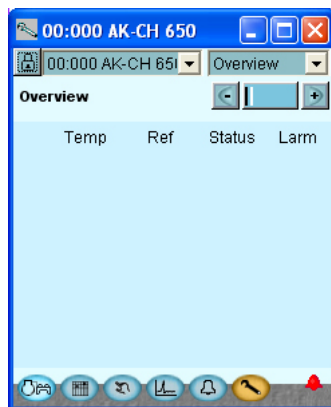 00:000 AK-CH 650
00:000 AK-CH 65 Overview
Overview
Temp Ref Status Larm